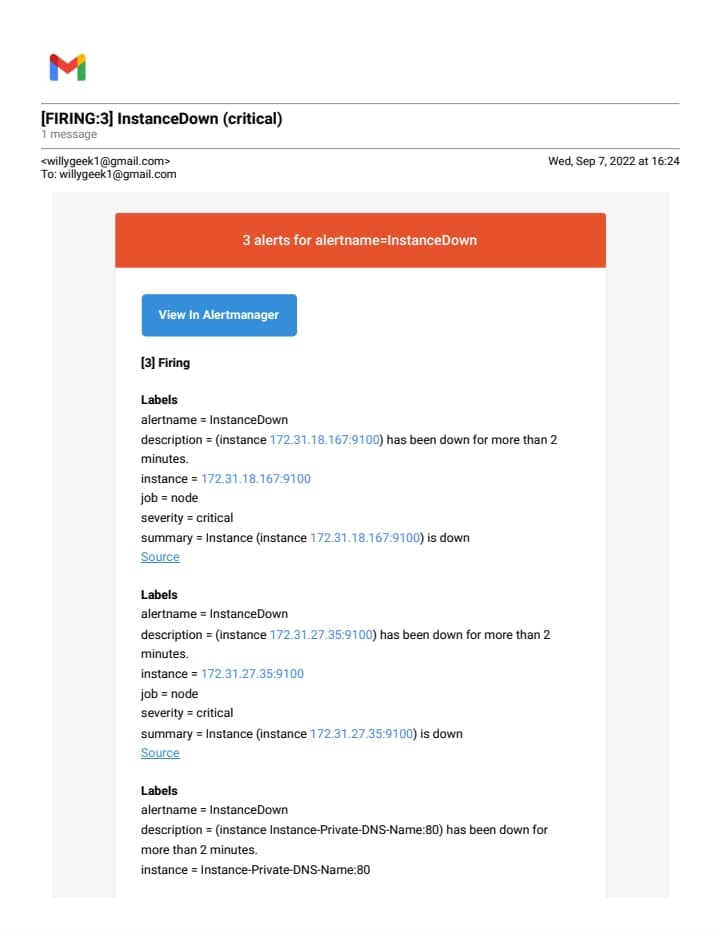 [FIRING:3] InstanceDown (critical)
1 message
<willygeek1@gmail.com>
Wed, Sep 7, 2022 at 16:24
To: willygeek1@gmail.com
3 alerts for alertname=InstanceDown
View In Alertmanager
[3] Firing
Labels
alertname = InstanceDown
description = (instance 172.31.18.167:9100) has been down for more than 2
minutes.
instance = 172.31.18.167:9100
job = node
severity = critical
summary = Instance (instance 172.31.18.167:9100) is down
Source
Labels
alertname = InstanceDown
description = (instance 172.31.27.35:9100) has been down for more than 2
minutes.
instance = 172.31.27.35:9100
job = node
severity = critical
summary = Instance (instance 172.31.27.35:9100) is down
Source
Labels
alertname = InstanceDown
description = (instance Instance-Private-DNS-Name:80) has been down for
more than 2 minutes.
instance = Instance-Private-DNS-Name:80